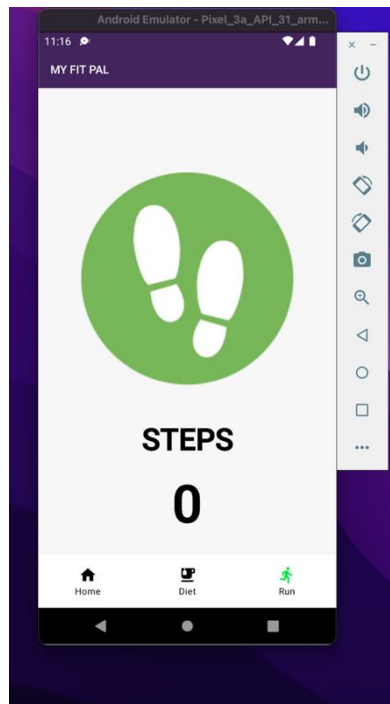 Android Emulator - Pixel_3a_API_31_arm...
11:16
MY FIT PAL
STEPS
0
Home Diet Run